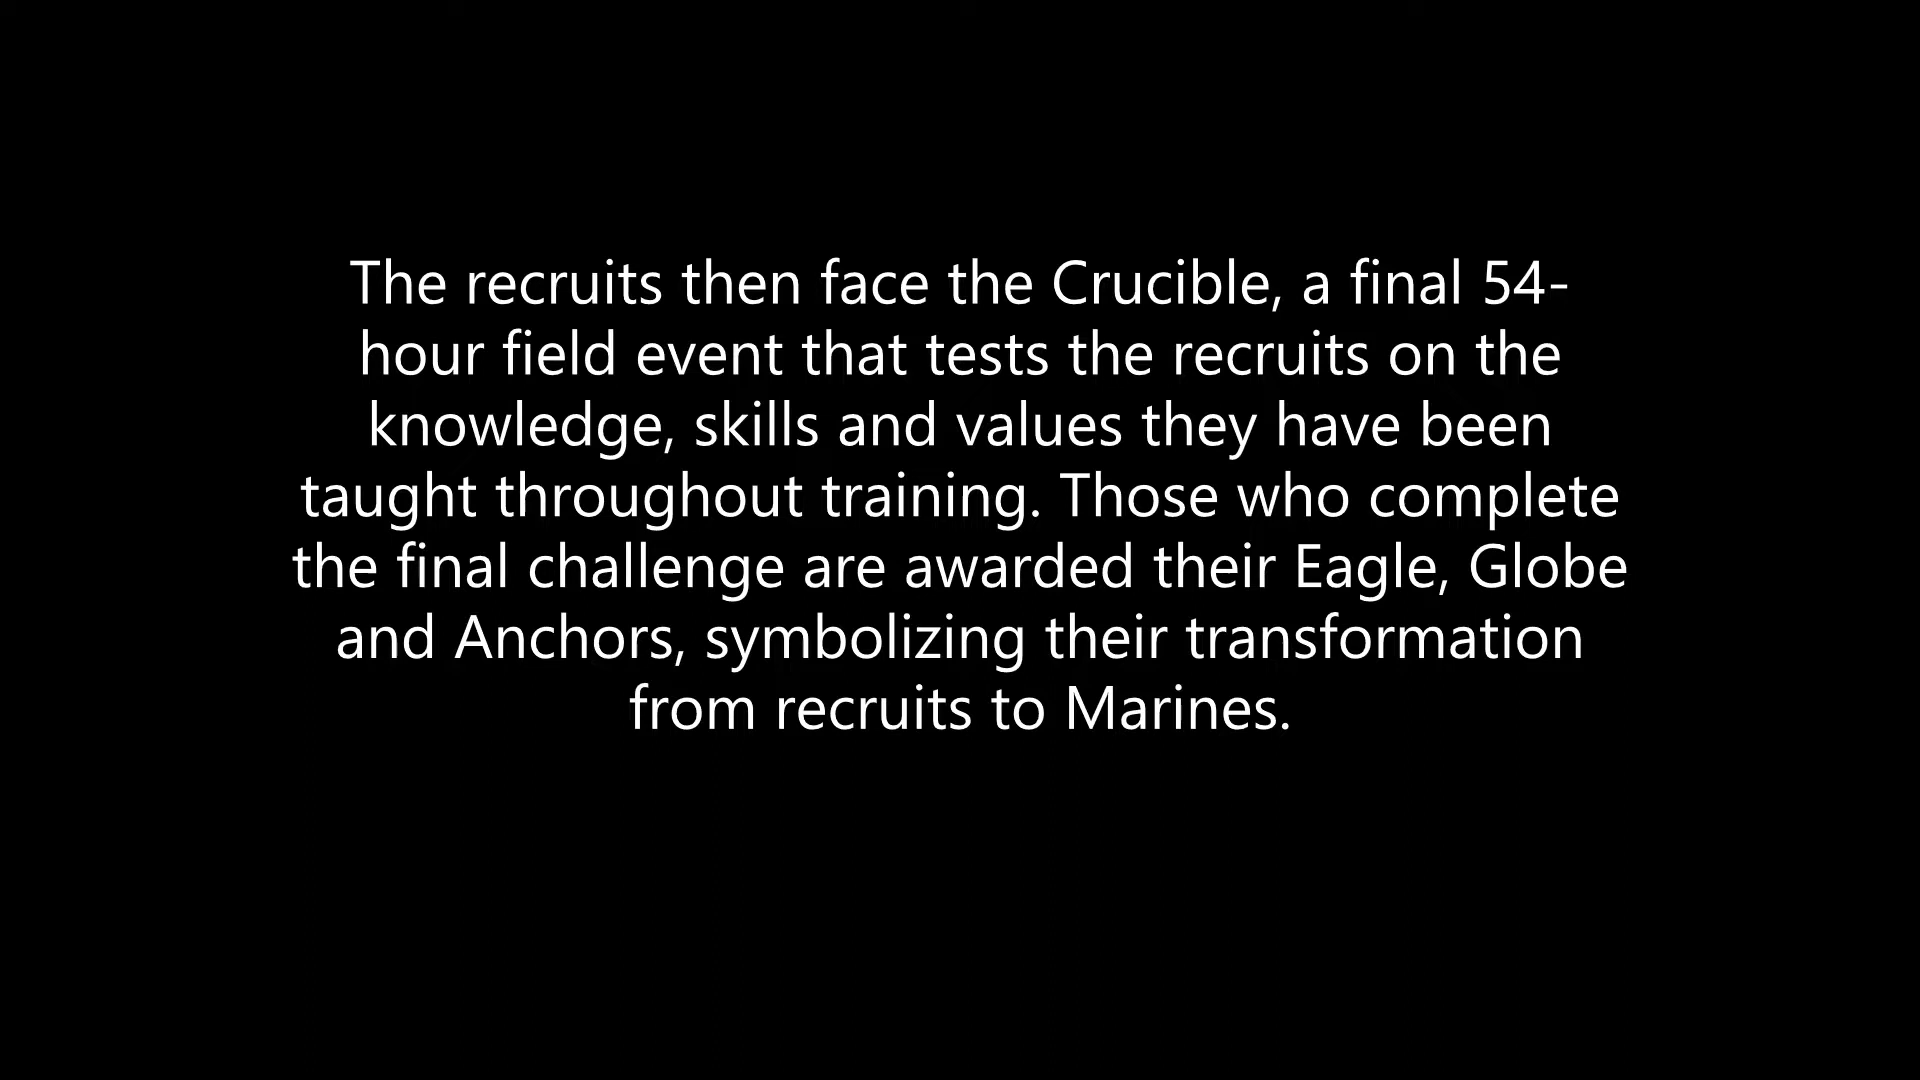 The recruits then face the Crucible, a final 54-
hour field event that tests the recruits on the
knowledge, skills and values they have been
taught throughout training. Those who complete
the final challenge are awarded their Eagle, Globe
and Anchors, symbolizing their transformation
from recruits to Marines.